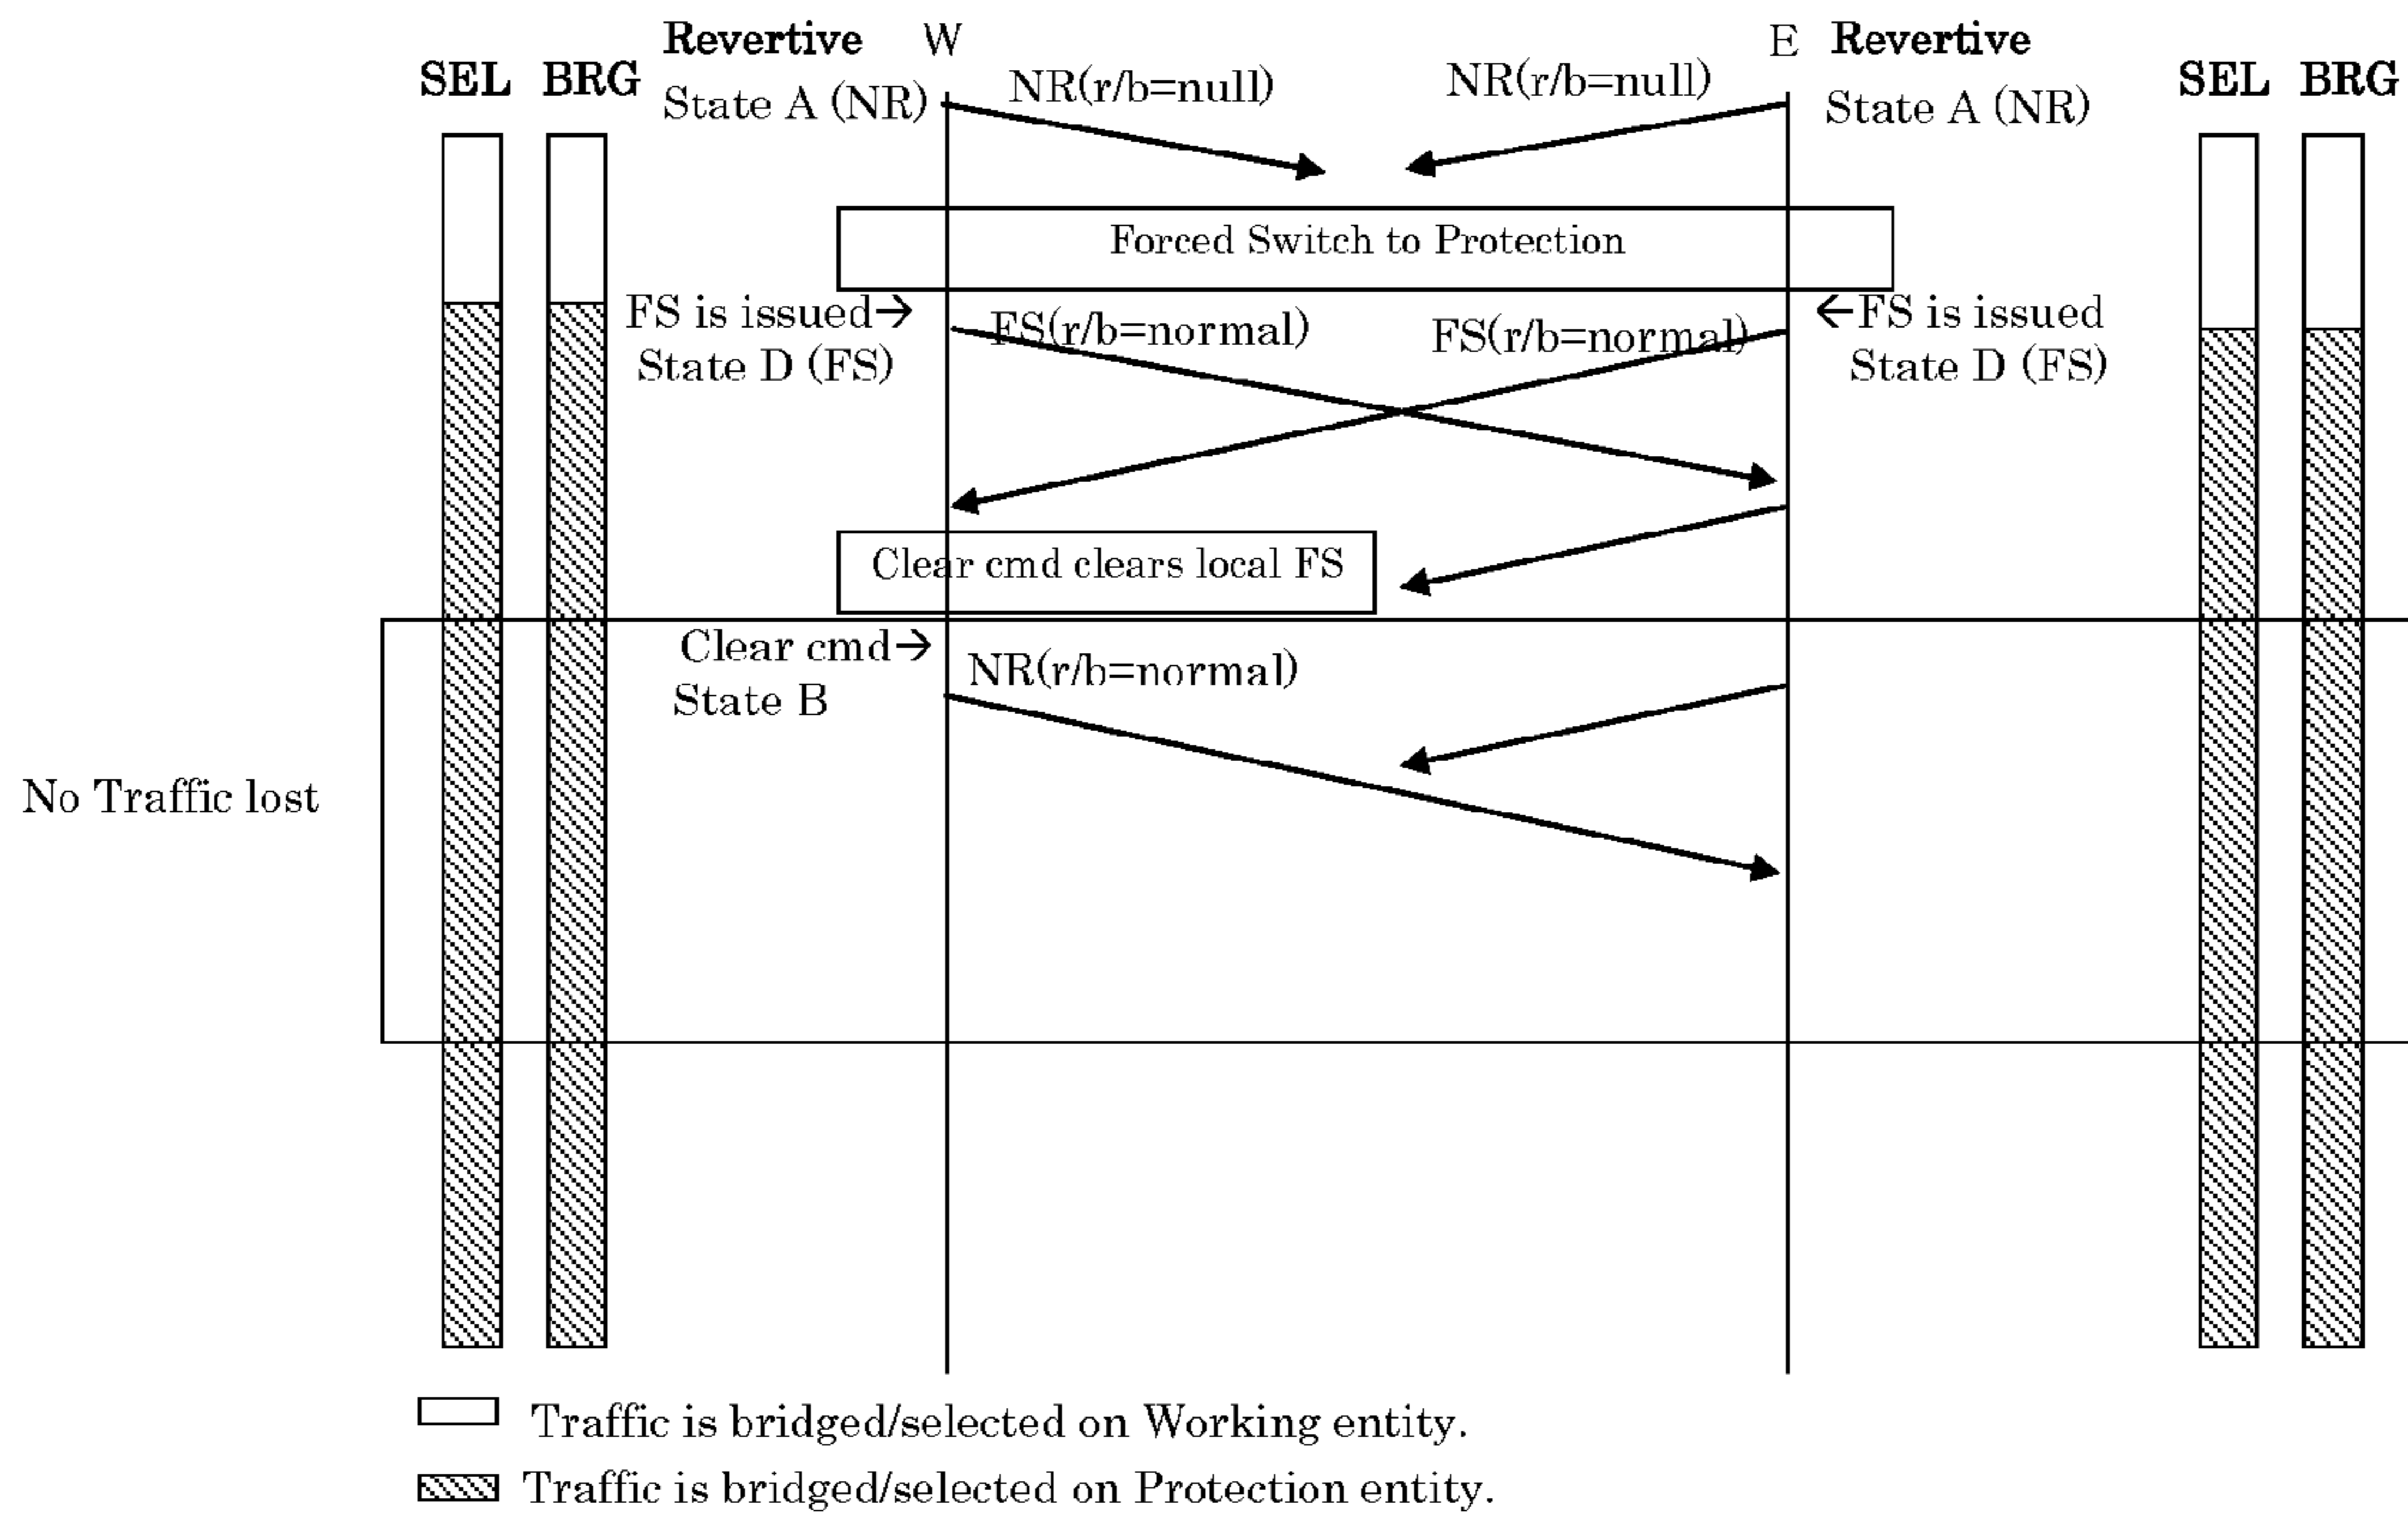 Revertive W E Revertive
SEL BRG SEL BRG
State A (NR) NR(r/b=null) NR(r/b=null) State A (NR)
Forced Switch to Protection
FS is issued→ FS(r/b=normal) FS(r/b=normal) ←FS is issued
State D (FS) State D (FS)
Clear cmd clears local FS
Clear cmd→ NR(r/b=normal)
State B
No Traffic lost
Traffic is bridged/selected on Working entity.
Traffic is bridged/selected on Protection entity.